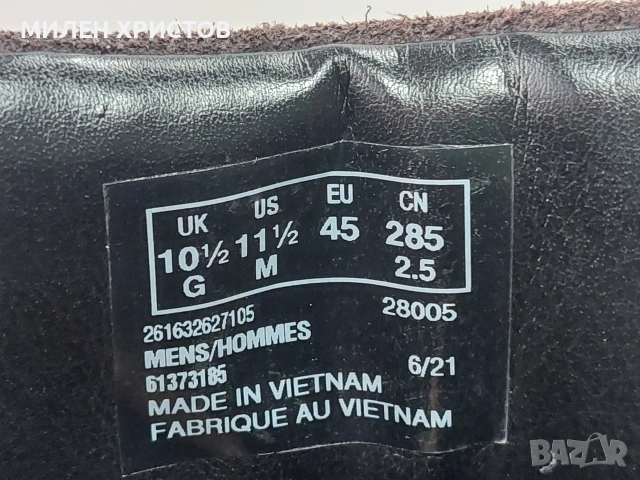 МИЛЕН ХРИСТОВ
UK US EU CN
10½ 11½ 45 285
G M 2.5
261632627105 28005
MENS/HOMMES
61373185 6/21
MADE IN VIETNAM
FABRIQUE AU VIETNAM
BAZAR